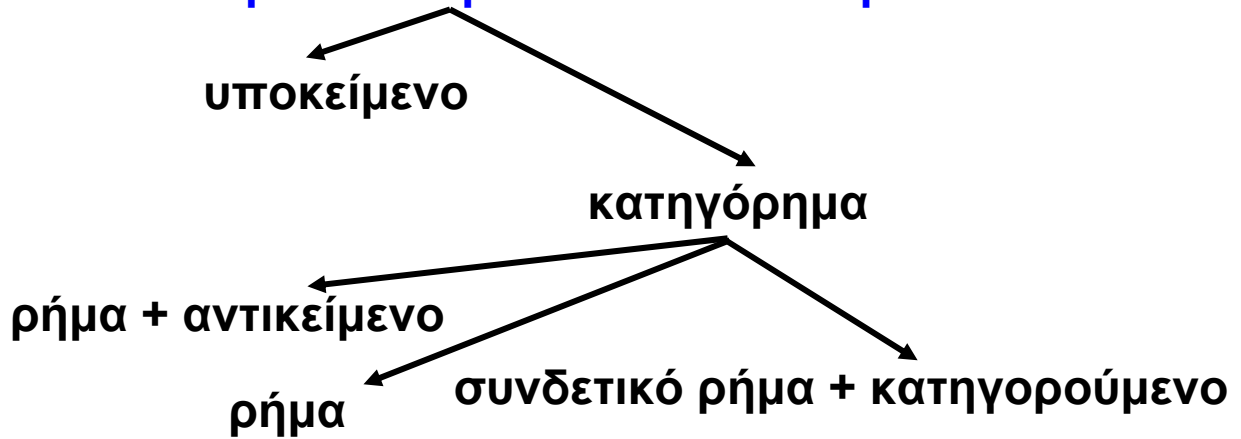 υποκείμενο
κατηγόρημα
ρήμα + αντικείμενο
ρήμα
συνδετικό ρήμα + κατηγορούμενο